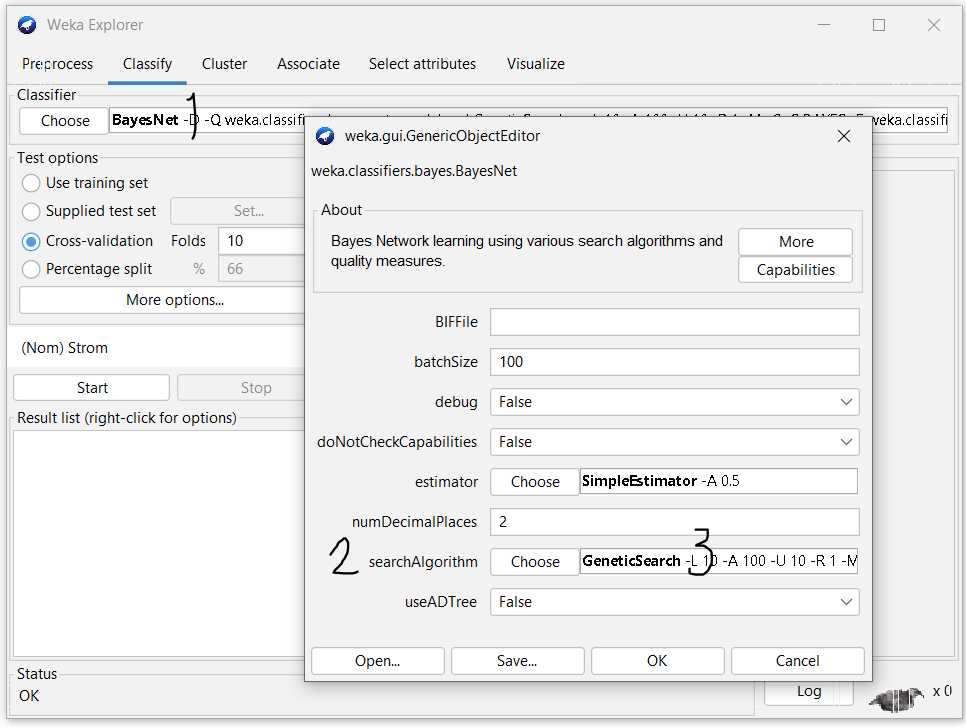 Weka Explorer
Preprocess Classify Cluster Associate Select attributes Visualize
Classifier
1
Choose BayesNet -D -Q weka.classifi weka.classifi
weka.gui.GenericObjectEditor
weka.classifiers.bayes.BayesNet
About
Bayes Network learning using various search algorithms and
quality measures.
More
Capabilities
Test options
Use training set
Supplied test set Set...
Cross-validation Folds 10
Percentage split % 66
More options...
(Nom) Strom
Start Stop
Result list (right-click for options)
BIFFile
batchSize 100
debug False
doNotCheckCapabilities False
estimator Choose SimpleEstimator -A 0.5
numDecimalPlaces 2
2 3
searchAlgorithm Choose GeneticSearch -L 10 -A 100 -U 10 -R 1 -M
useADTree False
Open... Save... OK Cancel
Status
OK
Log x 0